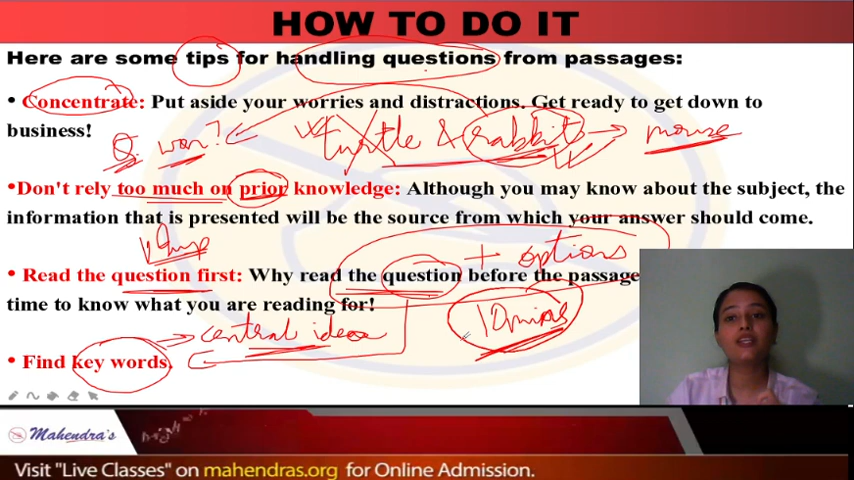 HOW TO DO IT
Here are some tips for handling questions from passages:
• Concentrate: Put aside your worries and distractions. Get ready to get down to
business!
Q. won? turtle & rabbits → mouse
•Don't rely too much on prior knowledge: Although you may know about the subject, the
information that is presented will be the source from which your answer should come.
+ options
• Read the question first: Why read the question before the passage
time to know what you are reading for!
10 mins
central idea
• Find key words.
Mahendra's
Visit "Live Classes" on mahendras.org for Online Admission.